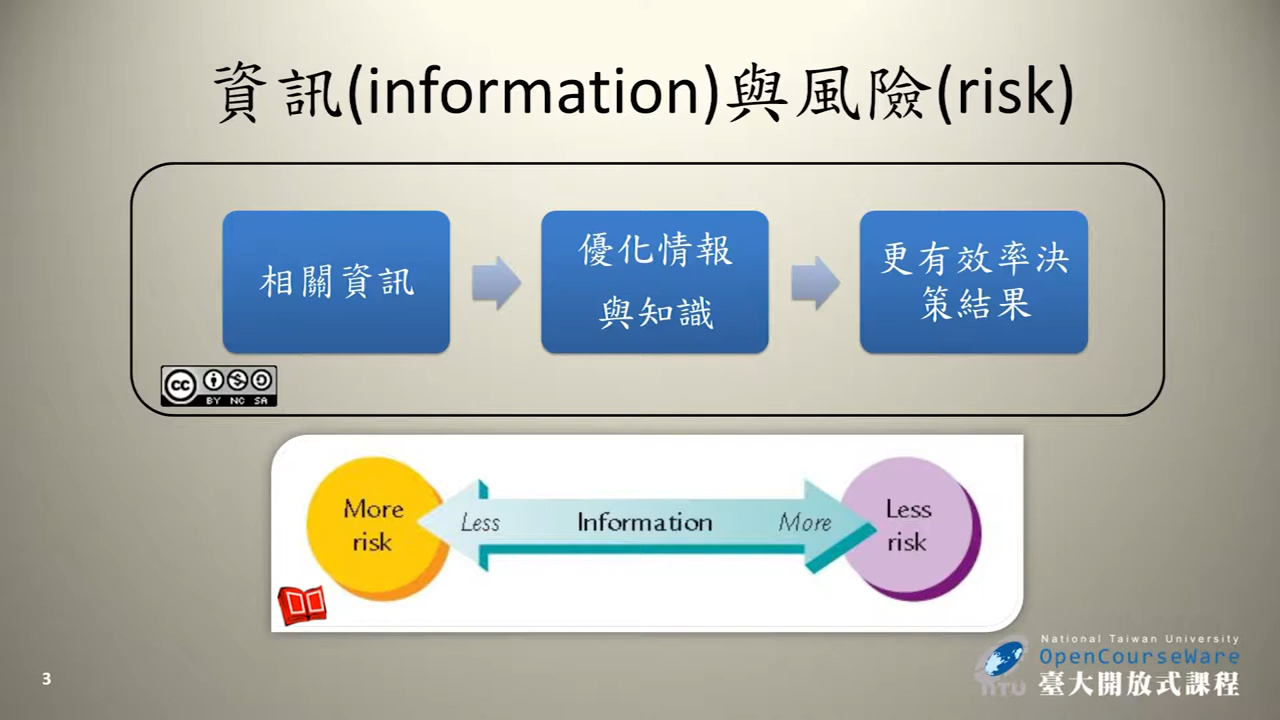 資訊(information)與風險(risk)
相關資訊
優化情報
與知識
更有效率決
策結果
cc
BY NC SA
More
risk
Less
Information
More
Less
risk
National Taiwan University
OpenCourseWare
NTU
臺大開放式課程
3